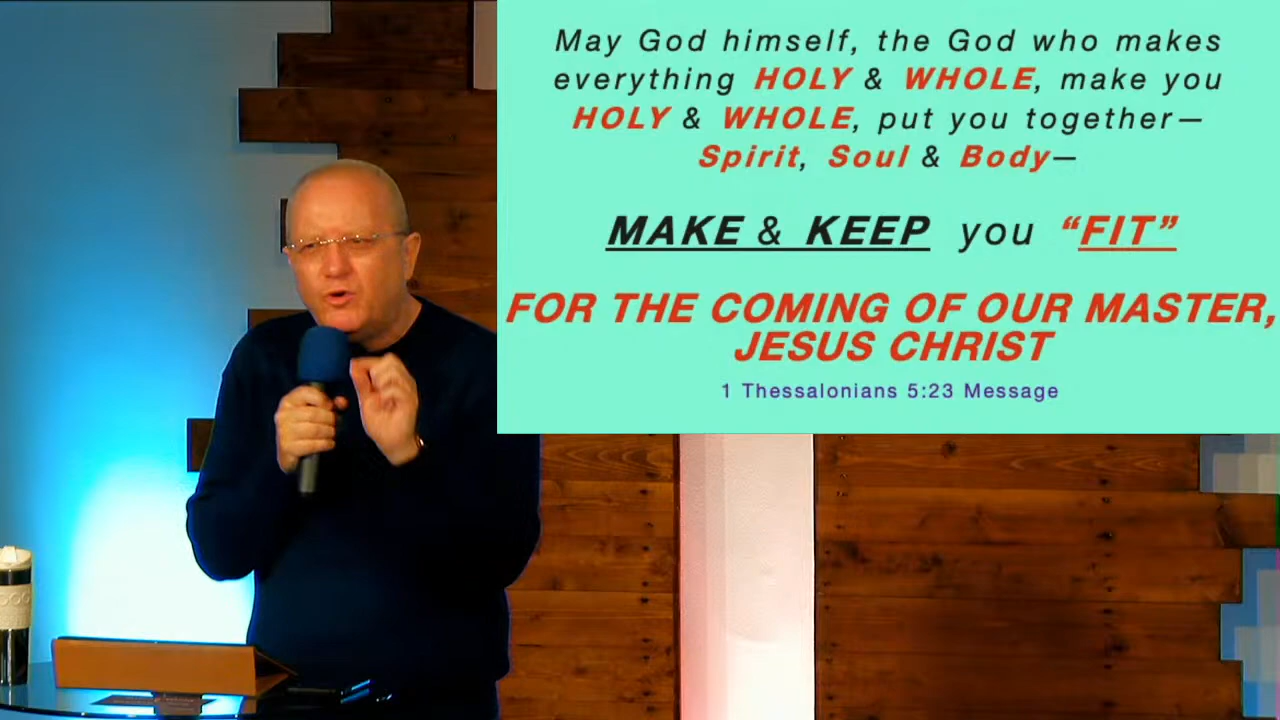 May God himself, the God who makes
everything HOLY & WHOLE, make you
HOLY & WHOLE, put you together—
Spirit, Soul & Body—
MAKE & KEEP you “FIT”
FOR THE COMING OF OUR MASTER,
JESUS CHRIST
1 Thessalonians 5:23 Message